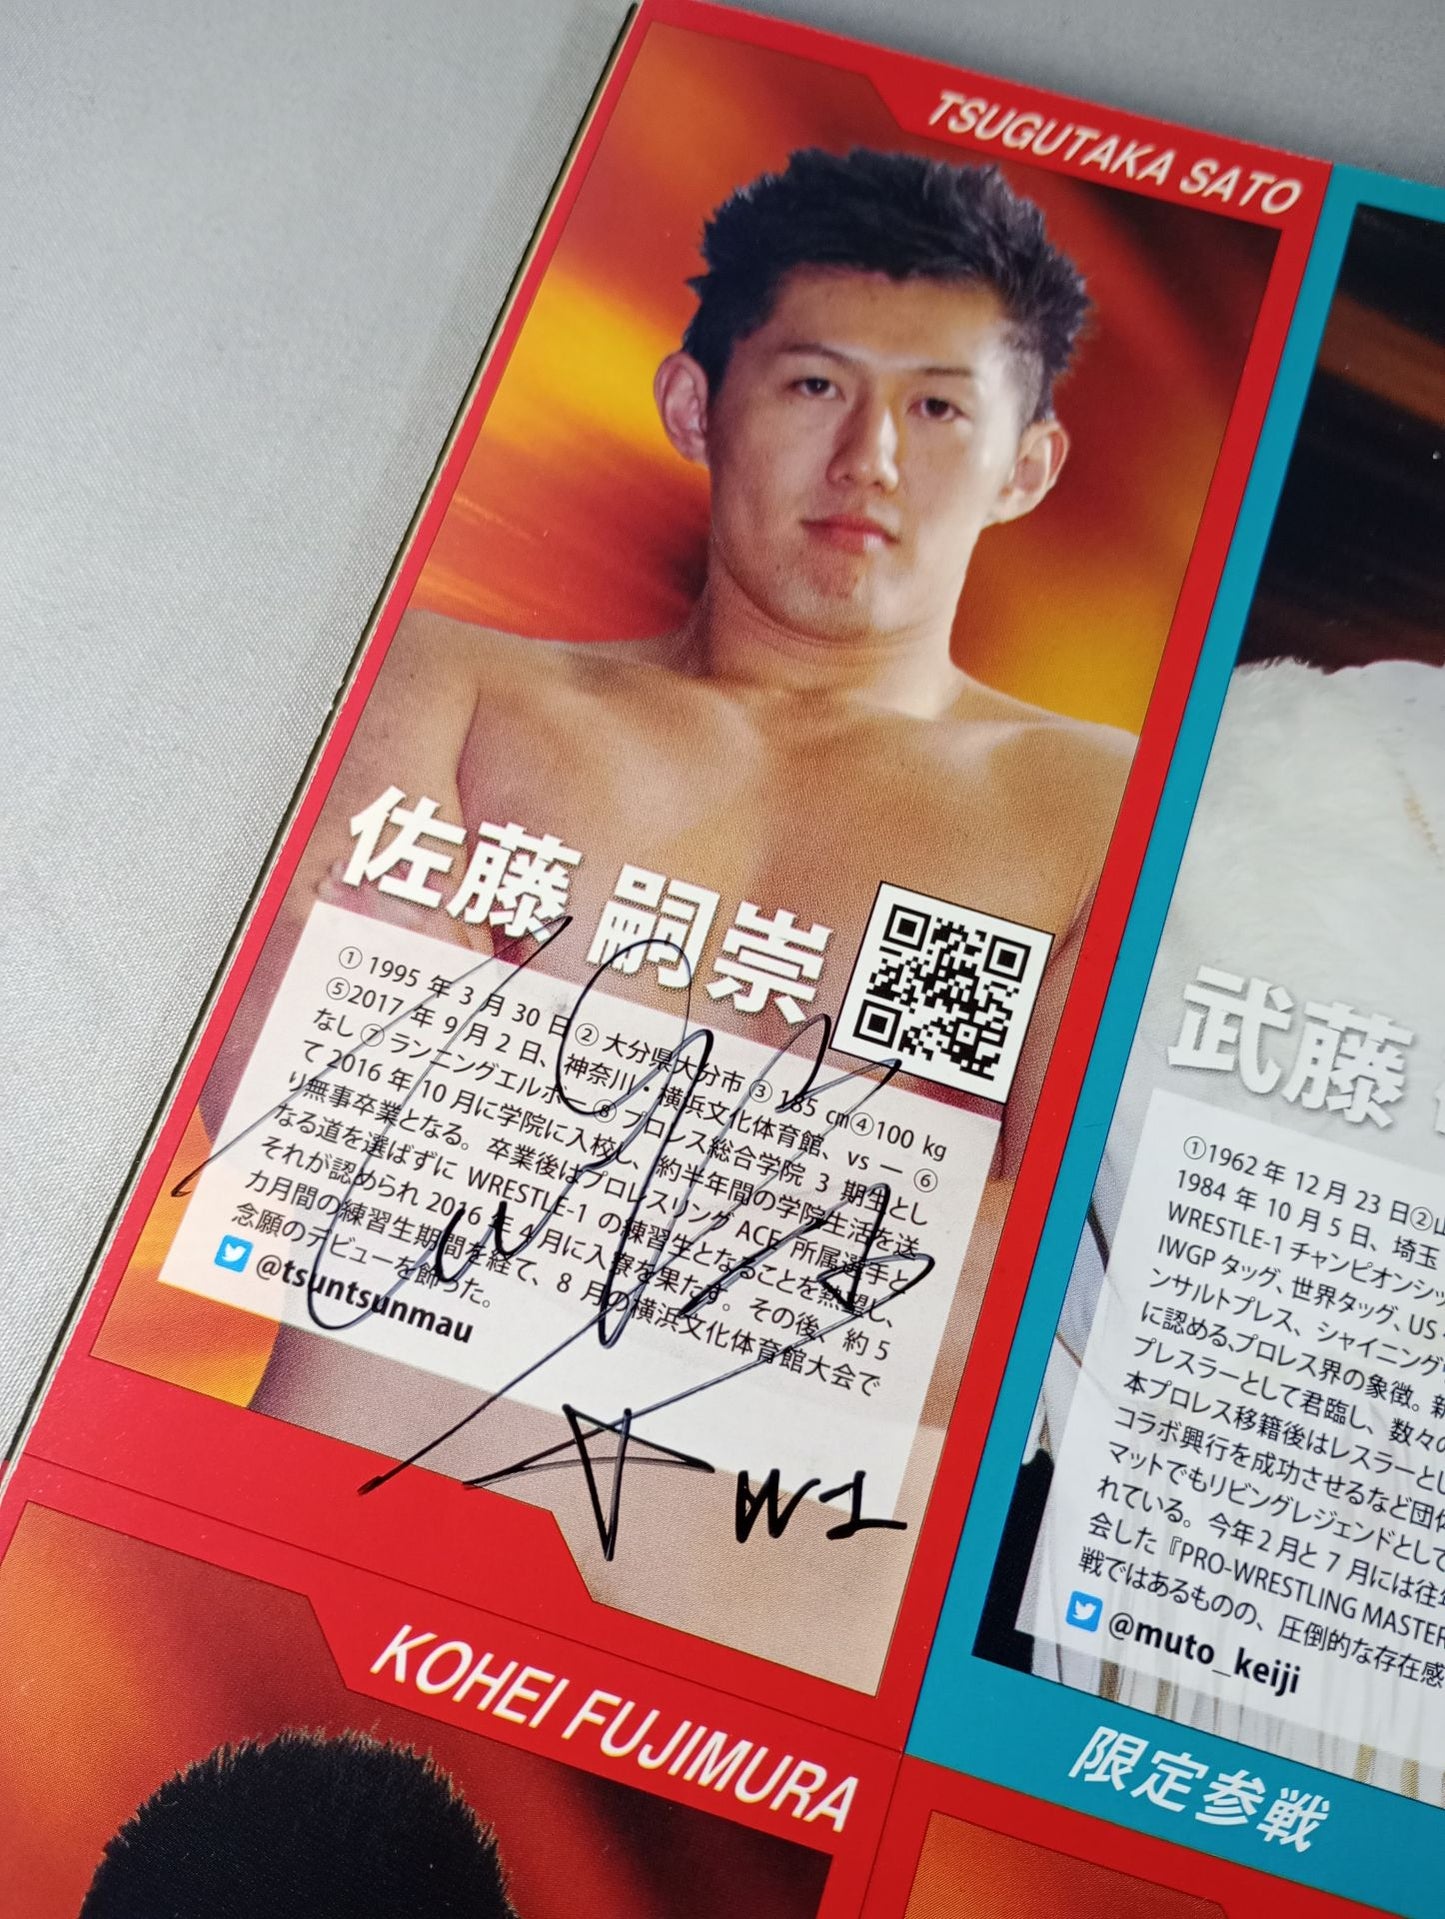 TSUGUTAKA SATO
佐藤 嗣崇
① 1995 年 3 月 30 日② 大分県大分市 ③ 185 cm④100 kg
⑤2017 年 9 月 2 日、神奈川・横浜文化体育館、vs ― ⑥
なし ⑦ランニングエルボー ⑧ プロレス総合学院 3 期生とし
て 2016 年 10 月に学院に入校し、約半年間の学院生活を送
り無事卒業となる。卒業後はプロレスリング ACE 所属選手と
なる道を選ばずに WRESTLE-1 の練習生となることを熱望し、
それが認められ 2016 年 4 月に入寮を果たす。その後、約 5
カ月間の練習生期間を経て、8 月の横浜文化体育館大会で
念願のデビューを飾った。
@tsuntsunmau
W-1
武藤
①1962 年 12 月 23 日②山
1984 年 10 月 5 日、埼玉
WRESTLE-1 チャンピオンシッ
IWGP タッグ、世界タッグ、US
ンサルトプレス、シャイニング
に認める、プロレス界の象徴。新
プレスラーとして君臨し、数々の
本プロレス移籍後はレスラーとし
コラボ興行を成功させるなど団体
マットでもリビングレジェンドとして
れている。今年 2 月と 7 月には往年
会した『PRO-WRESTLING MASTER
戦ではあるものの、圧倒的な存在感
@muto_keiji
限定参戦
KOHEI FUJIMURA